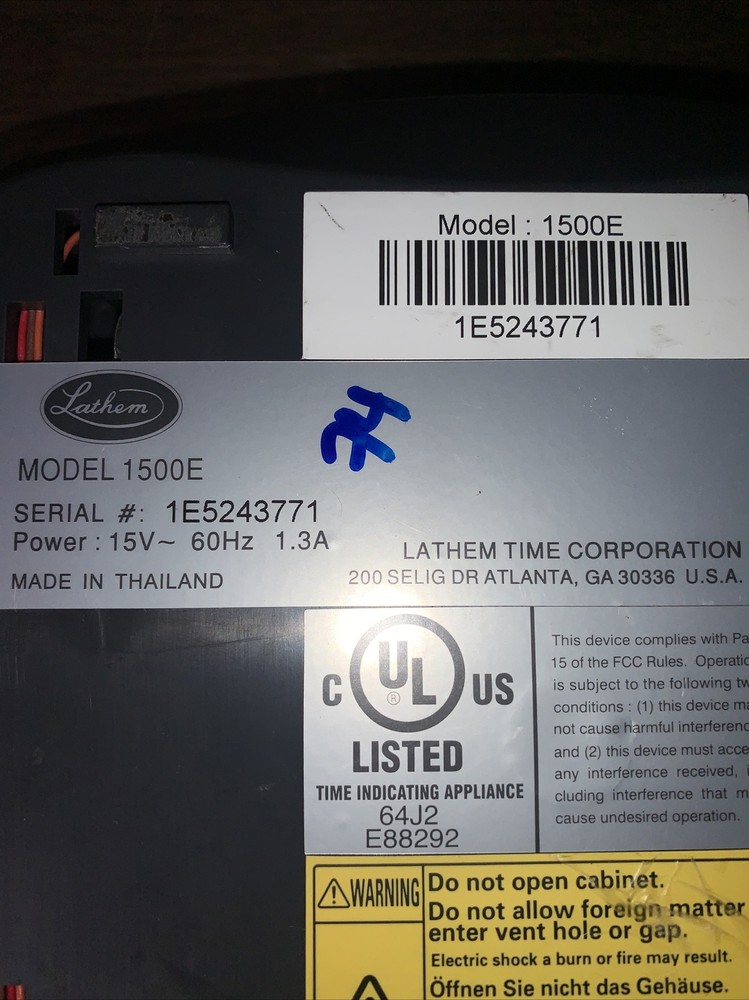 Model : 1500E
1E5243771
Lathem
MODEL 1500E
SERIAL #: 1E5243771
Power : 15V~ 60Hz 1.3A
MADE IN THAILAND
LATHEM TIME CORPORATION
200 SELIG DR ATLANTA, GA 30336 U.S.A.
C UL US
®
LISTED
TIME INDICATING APPLIANCE
64J2
E88292
This device complies with Pa
15 of the FCC Rules. Operatio
is subject to the following tw
conditions : (1) this device ma
not cause harmful interferenc
and (2) this device must acce
any interference received, i
cluding interference that m
cause undesired operation.
WARNING
Do not open cabinet.
Do not allow foreign matter
enter vent hole or gap.
Electric shock a burn or fire may result.
Öffnen Sie nicht das Gehäuse.